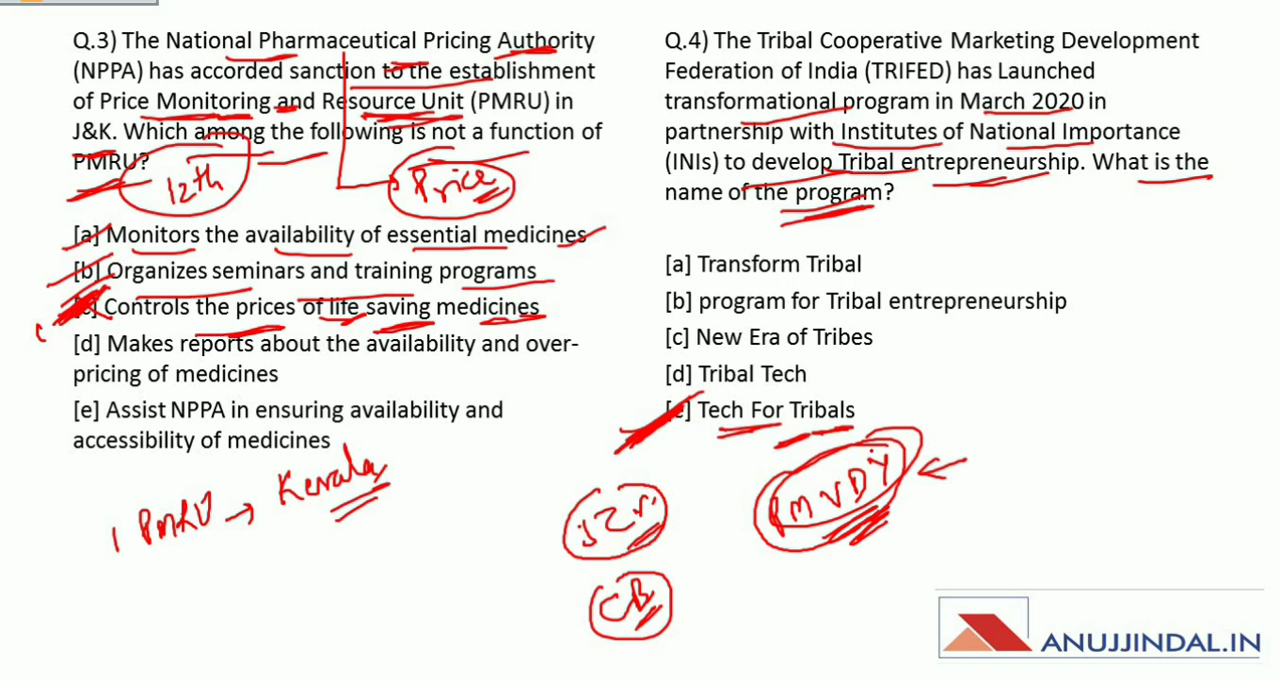 Q.3) The National Pharmaceutical Pricing Authority
(NPPA) has accorded sanction to the establishment
of Price Monitoring and Resource Unit (PMRU) in
J&K. Which among the following is not a function of
PMRU?
12th
Price
[a] Monitors the availability of essential medicines
[b] Organizes seminars and training programs
[c] Controls the prices of life saving medicines
[d] Makes reports about the availability and over-
pricing of medicines
[e] Assist NPPA in ensuring availability and
accessibility of medicines
1 PMRU → Kerala
Q.4) The Tribal Cooperative Marketing Development
Federation of India (TRIFED) has Launched
transformational program in March 2020 in
partnership with Institutes of National Importance
(INIs) to develop Tribal entrepreneurship. What is the
name of the program?
[a] Transform Tribal
[b] program for Tribal entrepreneurship
[c] New Era of Tribes
[d] Tribal Tech
[e] Tech For Tribals
PMVDY
CB
ANUJJINDAL.IN